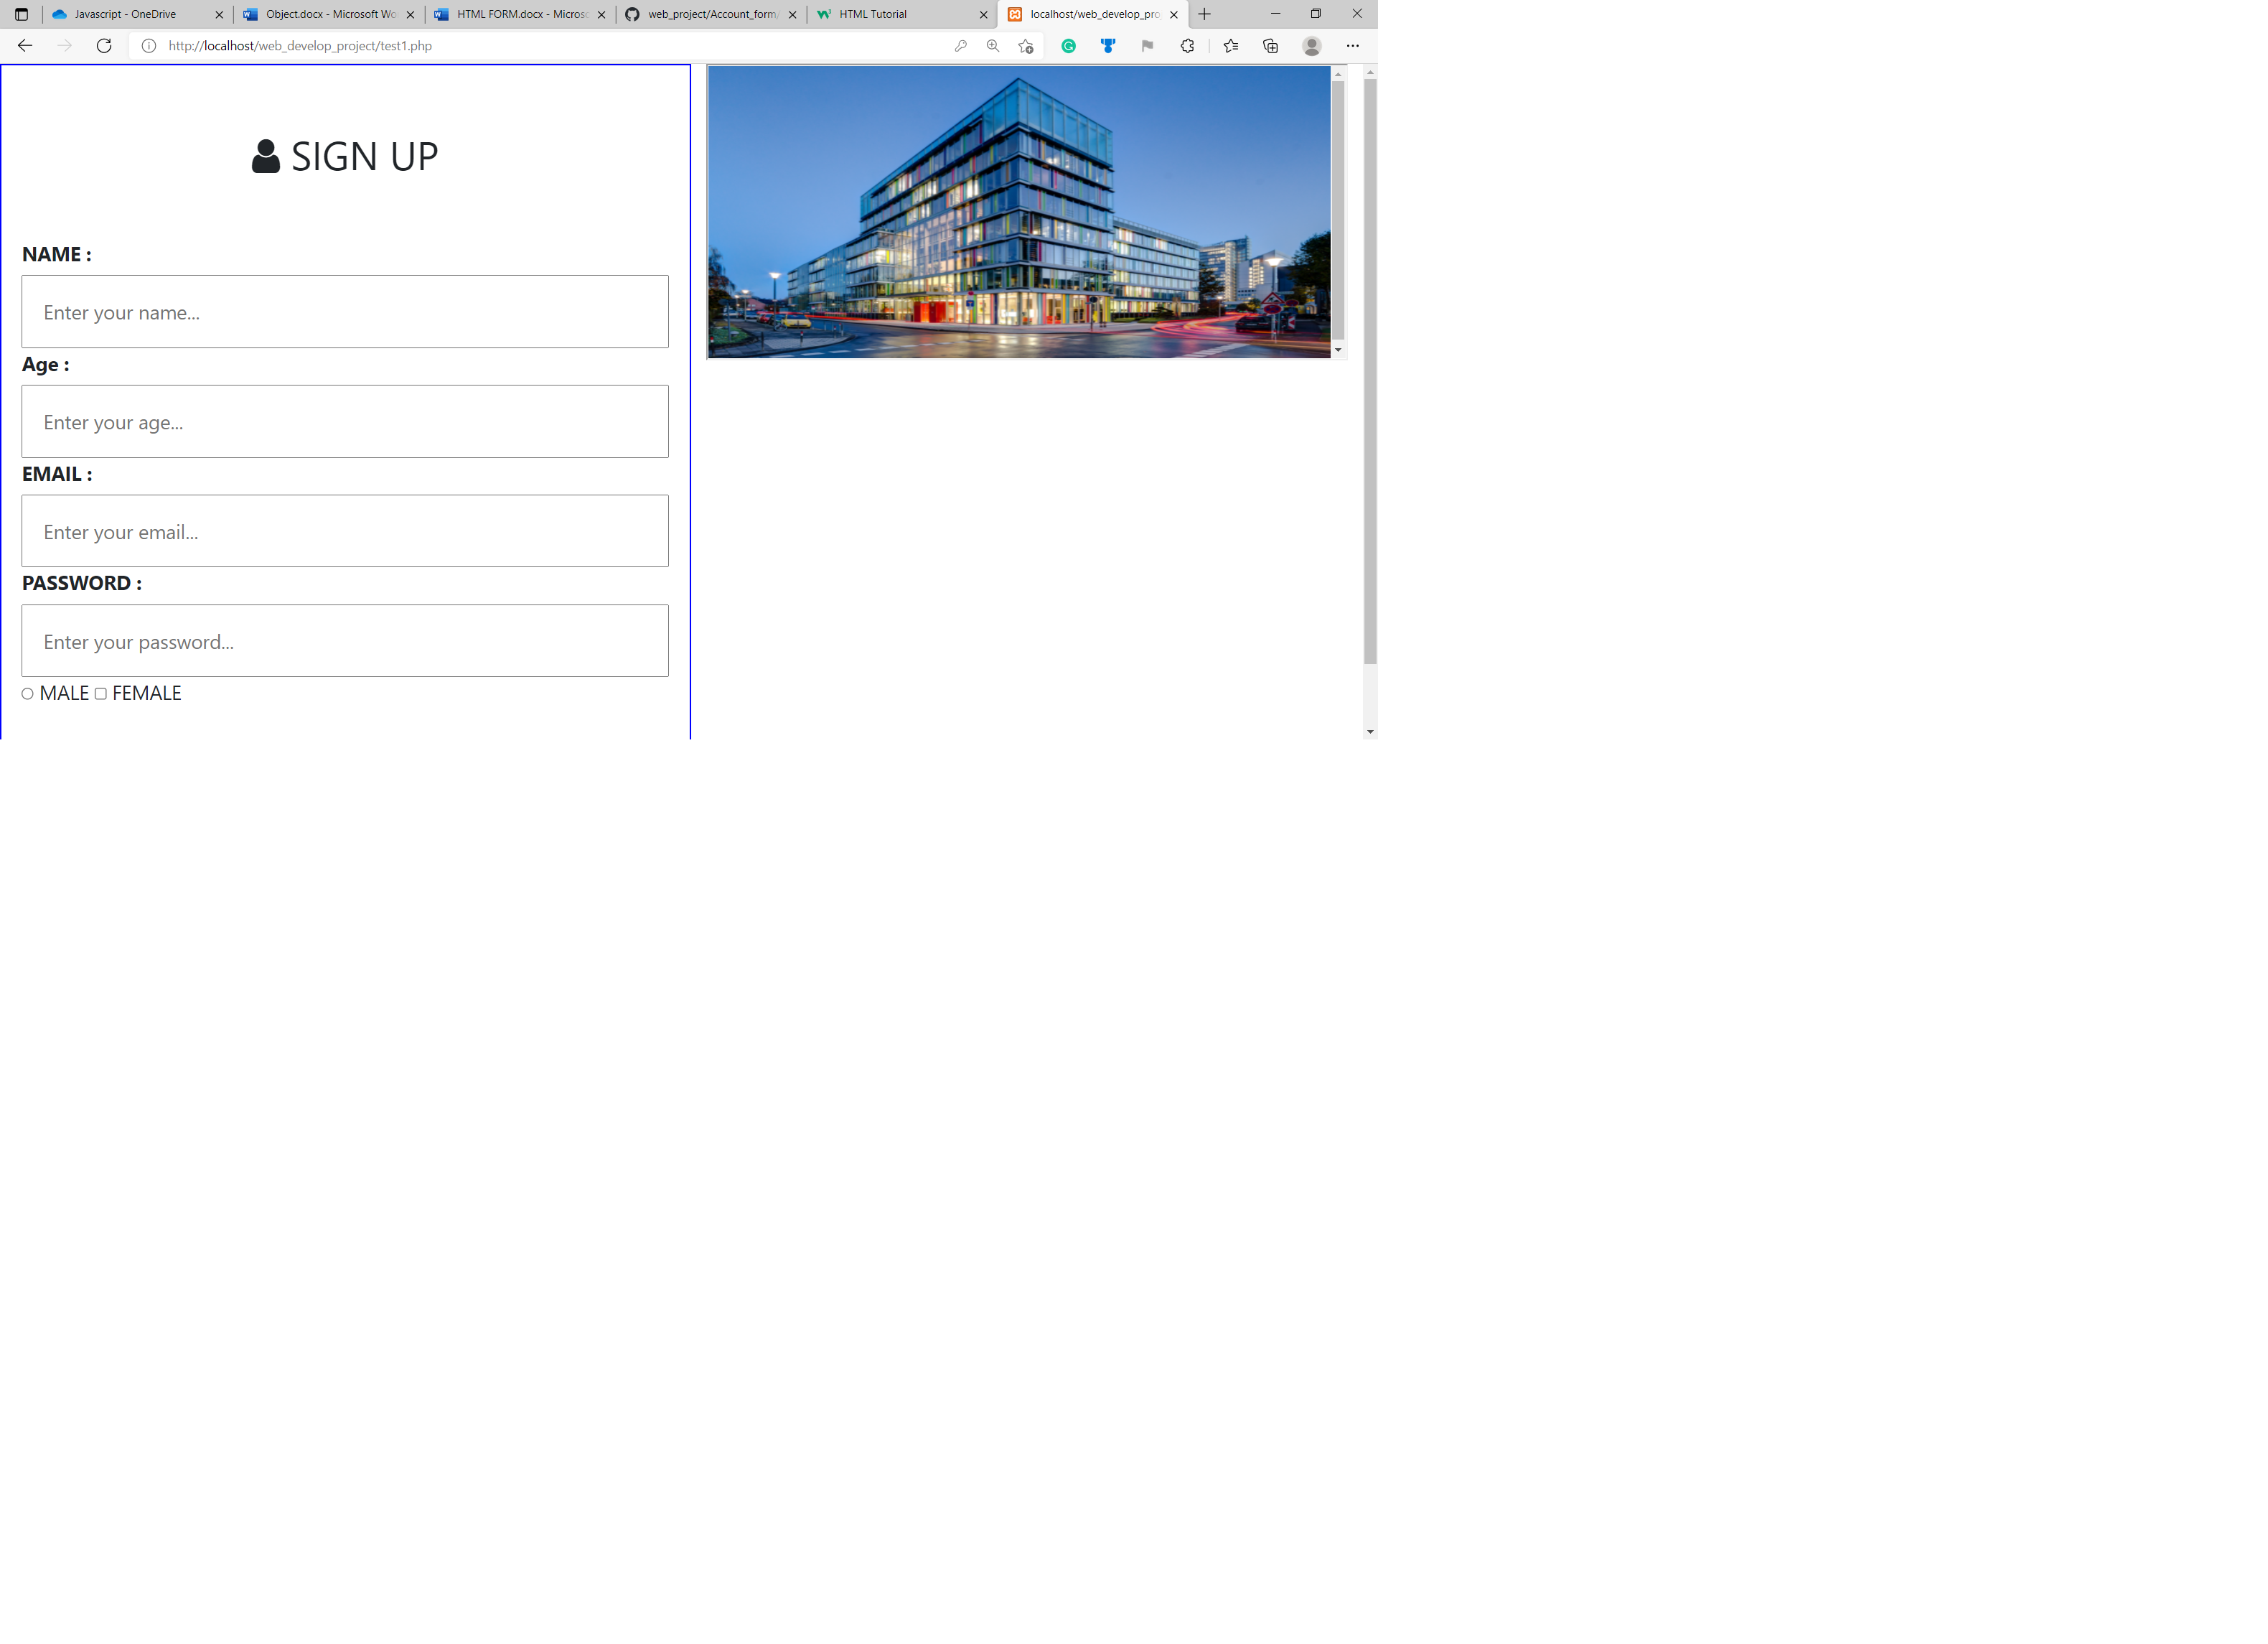 Javascript - OneDrive
Object.docx - Microsoft Wo
HTML FORM.docx - Micros
web_project/Account_form/
HTML Tutorial
localhost/web_develop_pro
http://localhost/web_develop_project/test1.php
SIGN UP
NAME :
Enter your name...
Age :
Enter your age...
EMAIL :
Enter your email...
PASSWORD :
Enter your password...
MALE FEMALE